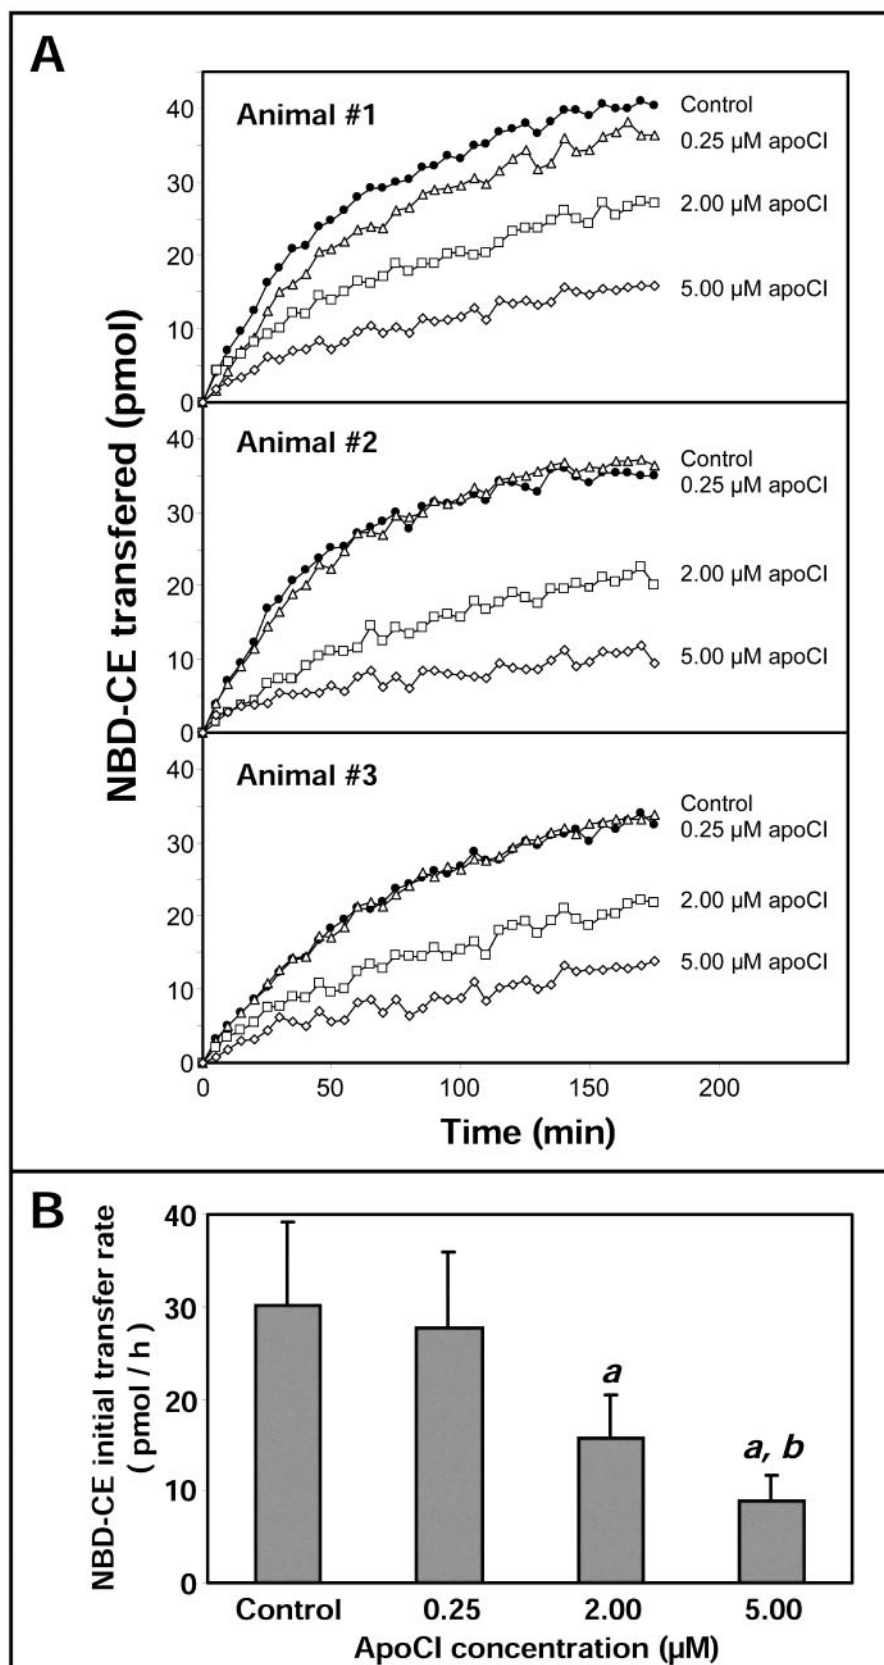 A
Animal #1
Control
0.25 µM apoCI
2.00 µM apoCI
5.00 µM apoCI
40
30
20
10
0
Animal #2
Control
0.25 µM apoCI
2.00 µM apoCI
5.00 µM apoCI
40
30
20
10
0
Animal #3
Control
0.25 µM apoCI
2.00 µM apoCI
5.00 µM apoCI
40
30
20
10
0
NBD-CE transfered (pmol)
0 50 100 150 200
Time (min)
B
NBD-CE initial transfer rate
( pmol / h )
40
30
20
10
0
a
a, b
Control 0.25 2.00 5.00
ApoCI concentration (µM)